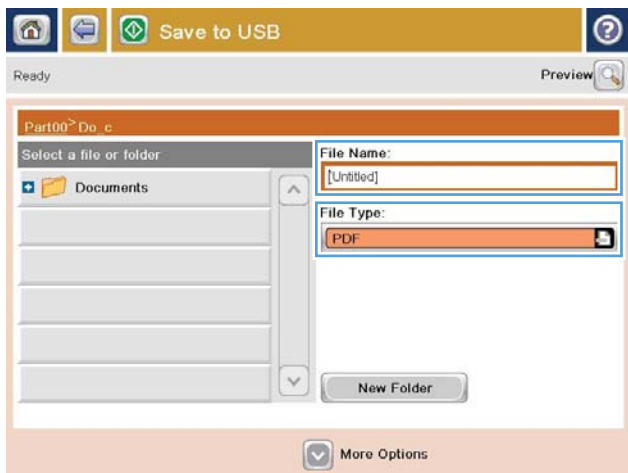 Save to USB
?
Ready
Preview
Part00>Do_c
Select a file or folder
File Name:
Documents
[Untitled]
File Type:
PDF
New Folder
More Options